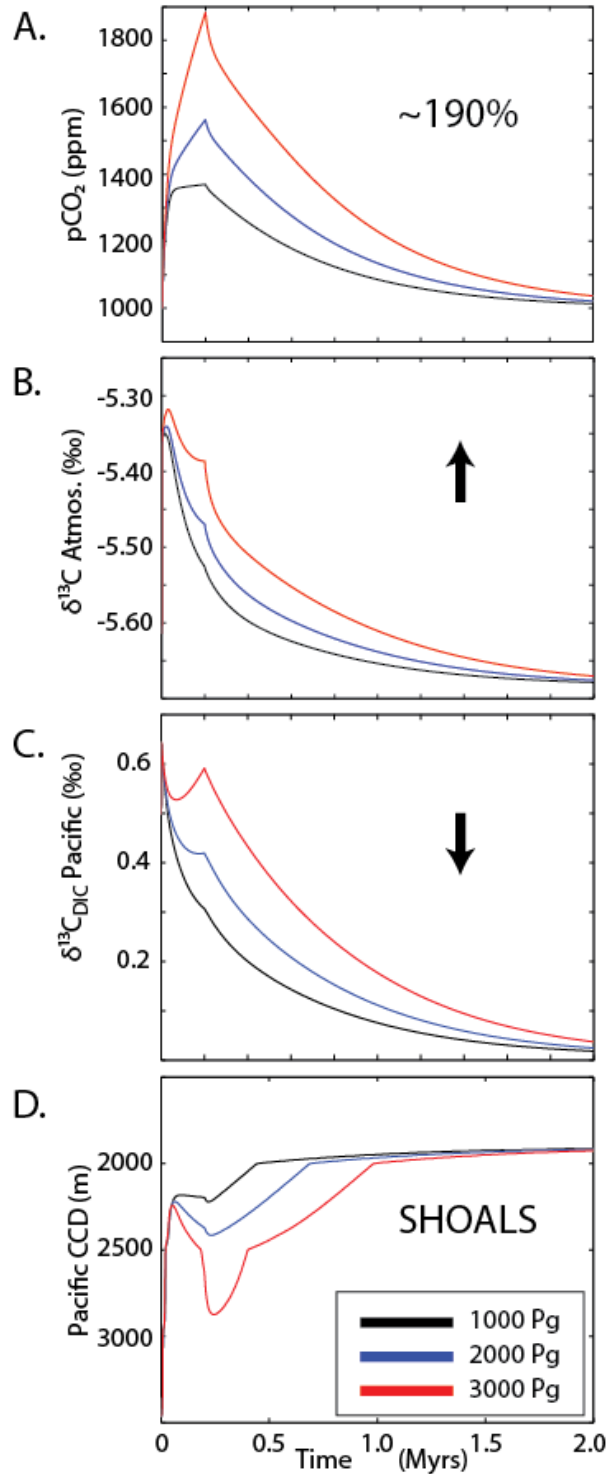 A.
1800
1600
1400
1200
1000
pCO₂ (ppm)
~190%
B.
-5.30
-5.40
-5.50
-5.60
δ¹³C Atmos. (‰)
C.
0.6
0.4
0.2
δ¹³C_DIC Pacific (‰)
D.
2000
2500
3000
Pacific CCD (m)
SHOALS
1000 Pg
2000 Pg
3000 Pg
0 0.5 1.0 1.5 2.0
Time (Myrs)